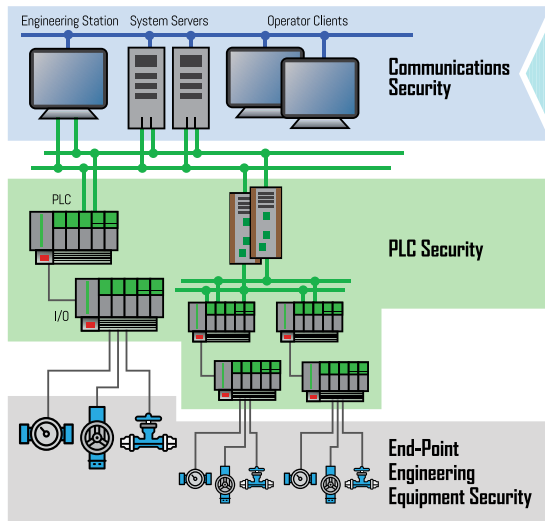 Engineering Station
System Servers
Operator Clients
Communications
Security
PLC
PLC Security
I/O
End-Point
Engineering
Equipment Security